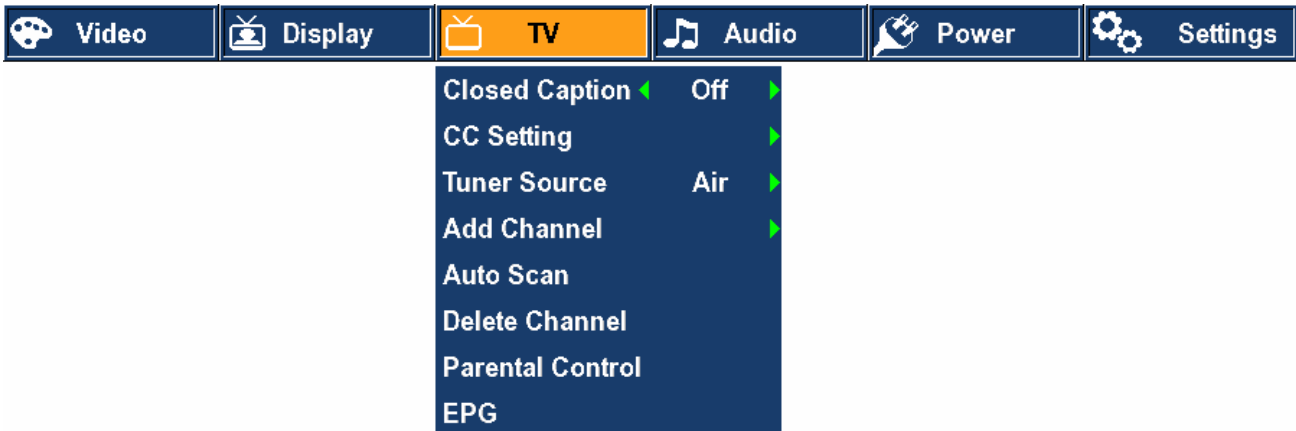 Video Display TV Audio Power Settings
Closed Caption Off
CC Setting
Tuner Source Air
Add Channel
Auto Scan
Delete Channel
Parental Control
EPG